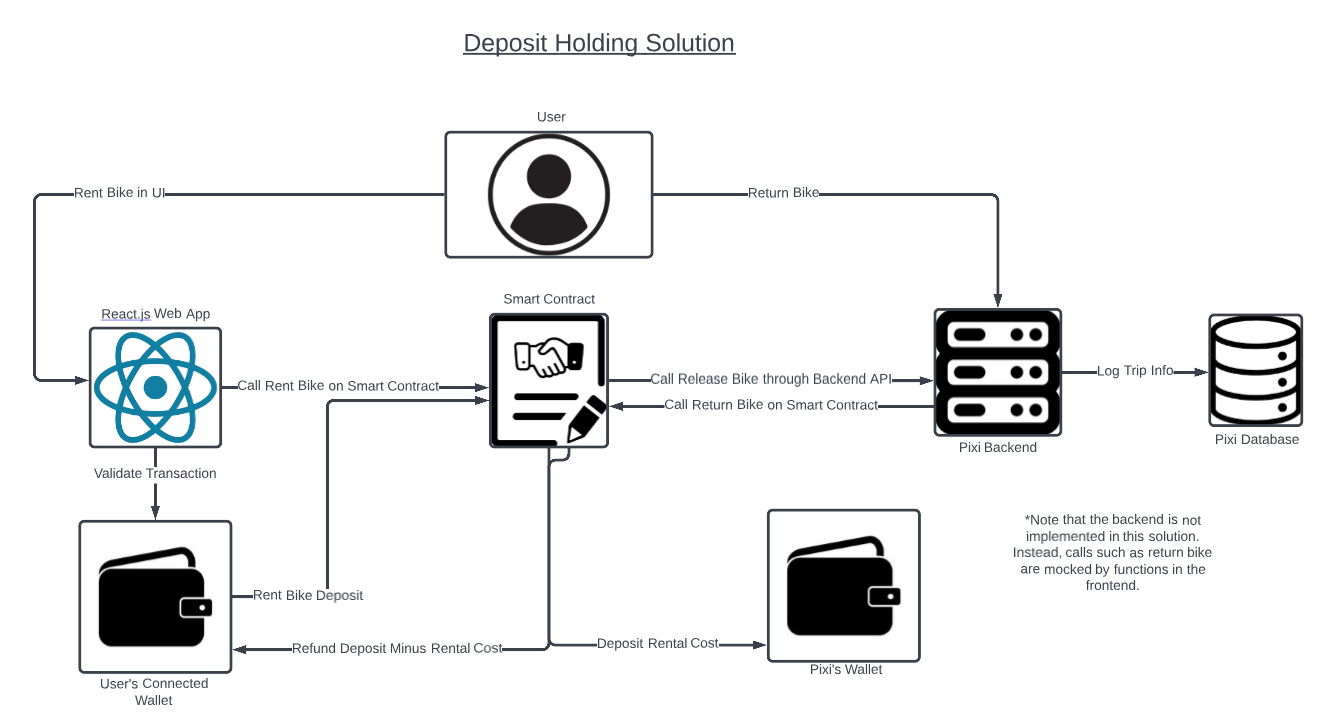 Deposit Holding Solution
User
Rent Bike in UI
Return Bike
Smart Contract
React.js Web App
Call Rent Bike on Smart Contract
Call Release Bike through Backend API
Log Trip Info
Call Return Bike on Smart Contract
Pixi Database
Pixi Backend
Validate Transaction
*Note that the backend is not
implemented in this solution.
Instead, calls such as return bike
are mocked by functions in the
frontend.
Rent Bike Deposit
Refund Deposit Minus Rental Cost
Deposit Rental Cost
Pixi's Wallet
User's Connected
Wallet